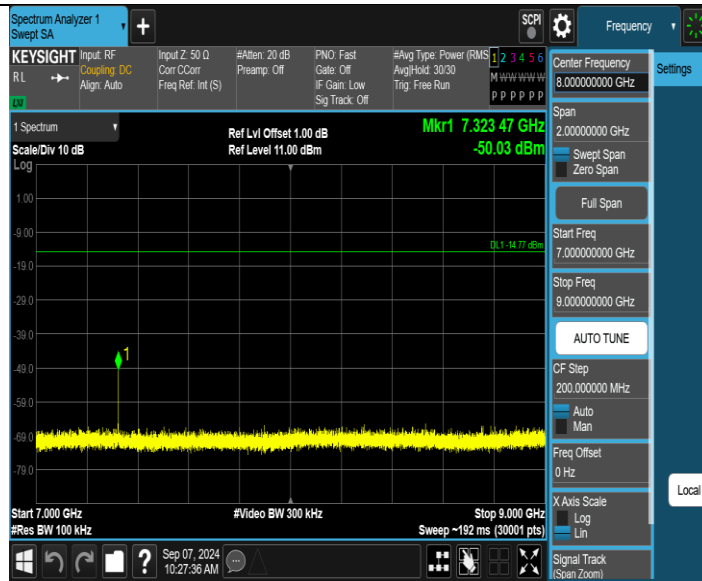 Spectrum Analyzer 1
Swept SA
SCPI
Frequency
KEYSIGHT
RL
LXI
Input: RF
Coupling: DC
Align: Auto
Input Z: 50 Ω
Corr CCorr
Freq Ref: Int (S)
#Atten: 20 dB
Preamp: Off
PNO: Fast
Gate: Off
IF Gain: Low
Sig Track: Off
#Avg Type: Power (RMS
Avg|Hold: 30/30
Trig: Free Run
1 2 3 4 5 6
M W W W W W
P P P P P P
1 Spectrum
Scale/Div 10 dB
Log
Ref Lvl Offset 1.00 dB
Ref Level 11.00 dBm
Mkr1 7.323 47 GHz
-50.03 dBm
1.00
-9.00
DL1 -14.77 dBm
-19.0
-29.0
-39.0
1
-49.0
-59.0
-69.0
-79.0
Start 7.000 GHz
#Video BW 300 kHz
Stop 9.000 GHz
#Res BW 100 kHz
Sweep ~192 ms (30001 pts)
Sep 07, 2024
10:27:36 AM
Center Frequency
8.000000000 GHz
Span
2.00000000 GHz
Swept Span
Zero Span
Full Span
Start Freq
7.000000000 GHz
Stop Freq
9.000000000 GHz
AUTO TUNE
CF Step
200.000000 MHz
Auto
Man
Freq Offset
0 Hz
X Axis Scale
Log
Lin
Signal Track
(Span Zoom)
Settings
Local